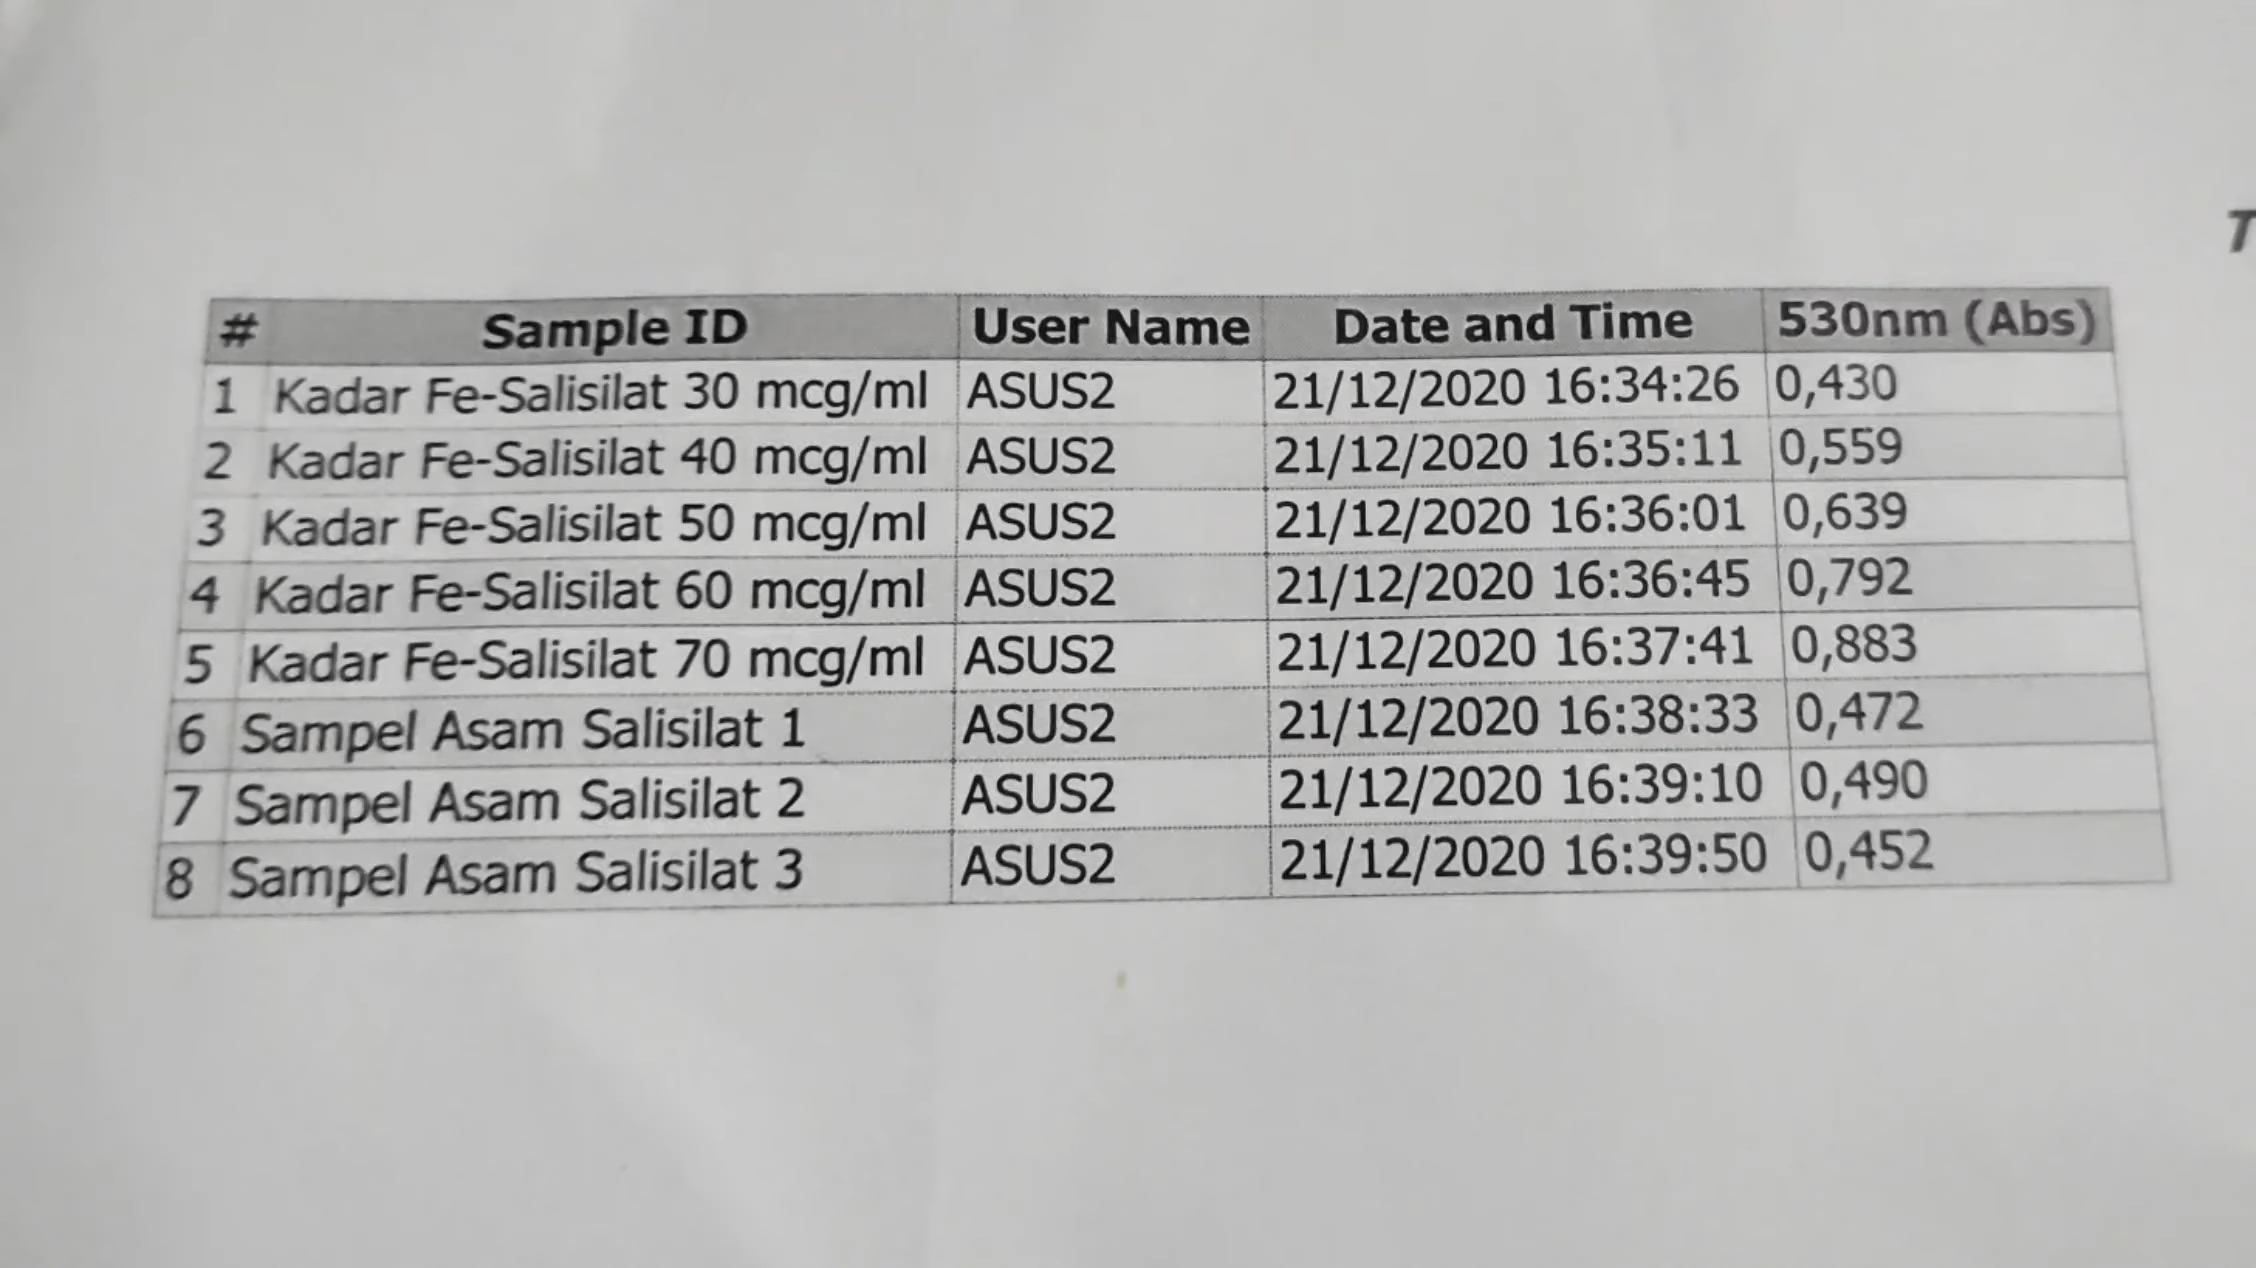 T
# Sample ID User Name Date and Time 530nm (Abs)
1 Kadar Fe-Salisilat 30 mcg/ml ASUS2 21/12/2020 16:34:26 0,430
2 Kadar Fe-Salisilat 40 mcg/ml ASUS2 21/12/2020 16:35:11 0,559
3 Kadar Fe-Salisilat 50 mcg/ml ASUS2 21/12/2020 16:36:01 0,639
4 Kadar Fe-Salisilat 60 mcg/ml ASUS2 21/12/2020 16:36:45 0,792
5 Kadar Fe-Salisilat 70 mcg/ml ASUS2 21/12/2020 16:37:41 0,883
6 Sampel Asam Salisilat 1 ASUS2 21/12/2020 16:38:33 0,472
7 Sampel Asam Salisilat 2 ASUS2 21/12/2020 16:39:10 0,490
8 Sampel Asam Salisilat 3 ASUS2 21/12/2020 16:39:50 0,452